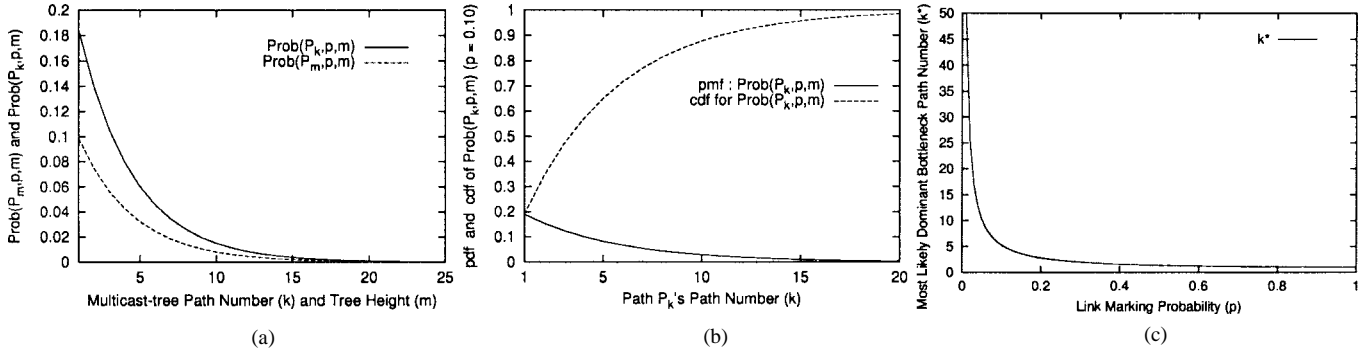 Prob(P_m,p,m) and Prob(P_k,p,m)
0.2
0.18
0.16
0.14
0.12
0.1
0.08
0.06
0.04
0.02
0
Prob(P_k,p,m)
Prob(P_m,p,m)
5 10 15 20 25
Multicast-tree Path Number (k) and Tree Height (m)
(a)
pdf and cdf of Prob(P_k,p,m) (p = 0.10)
1
0.9
0.8
0.7
0.6
0.5
0.4
0.3
0.2
0.1
0
pmf : Prob(P_k,p,m)
cdf for Prob(P_k,p,m)
1 5 10 15 20
Path P_k's Path Number (k)
(b)
Most Likely Dominant Bottleneck Path Number (k*)
50
45
40
35
30
25
20
15
10
5
0
k*
0 0.2 0.4 0.6 0.8 1
Link Marking Probability (p)
(c)